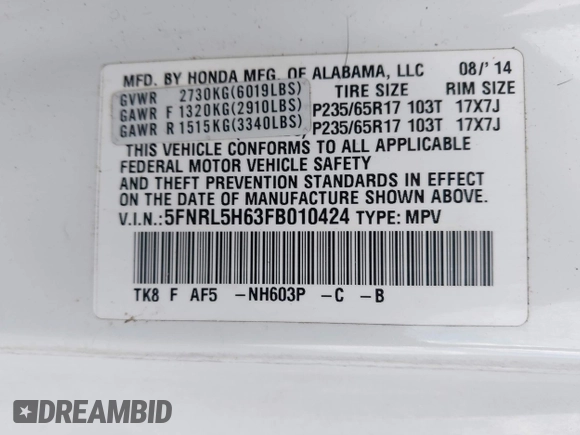 MFD. BY HONDA MFG. OF ALABAMA, LLC 08/'14
GVWR 2730KG(6019LBS) TIRE SIZE RIM SIZE
GAWR F 1320KG(2910LBS) P235/65R17 103T 17X7J
GAWR R 1515KG(3340LBS) P235/65R17 103T 17X7J
THIS VEHICLE CONFORMS TO ALL APPLICABLE
FEDERAL MOTOR VEHICLE SAFETY
AND THEFT PREVENTION STANDARDS IN EFFECT
ON THE DATE OF MANUFACTURE SHOWN ABOVE.
V.I.N.: 5FNRL5H63FB010424 TYPE: MPV
TK8 F AF5 -NH603P -C -B
DREAMBID